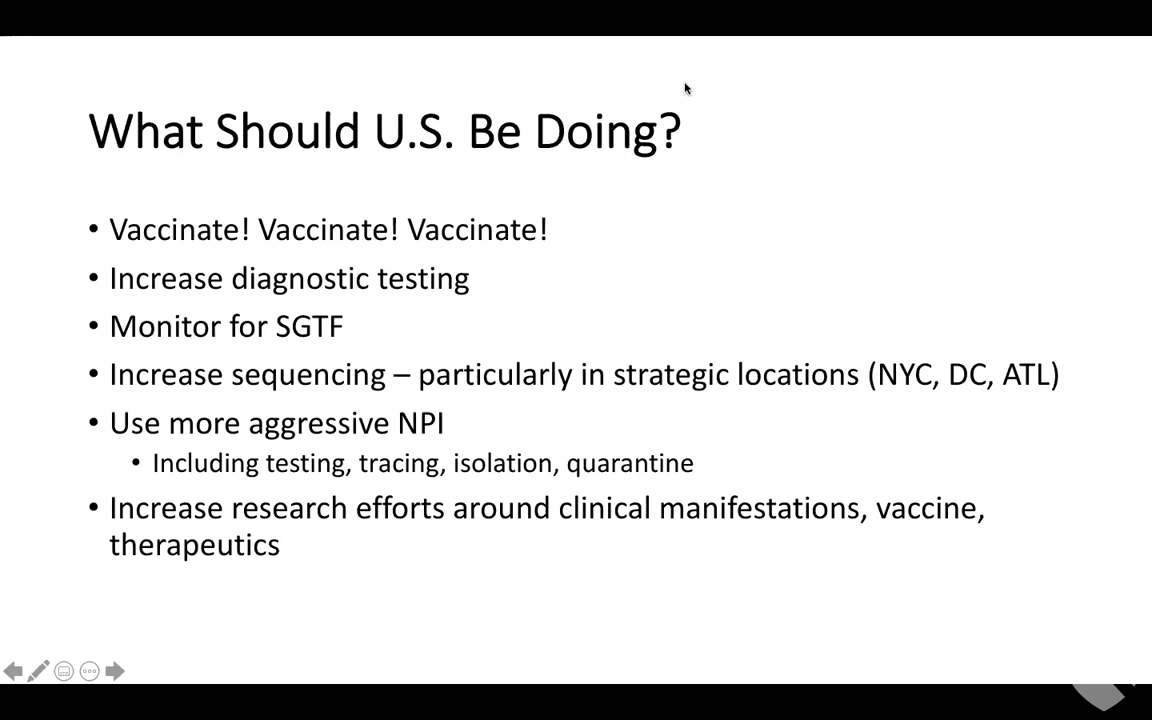 What Should U.S. Be Doing?
• Vaccinate! Vaccinate! Vaccinate!
• Increase diagnostic testing
• Monitor for SGTF
• Increase sequencing – particularly in strategic locations (NYC, DC, ATL)
• Use more aggressive NPI
• Including testing, tracing, isolation, quarantine
• Increase research efforts around clinical manifestations, vaccine,
therapeutics